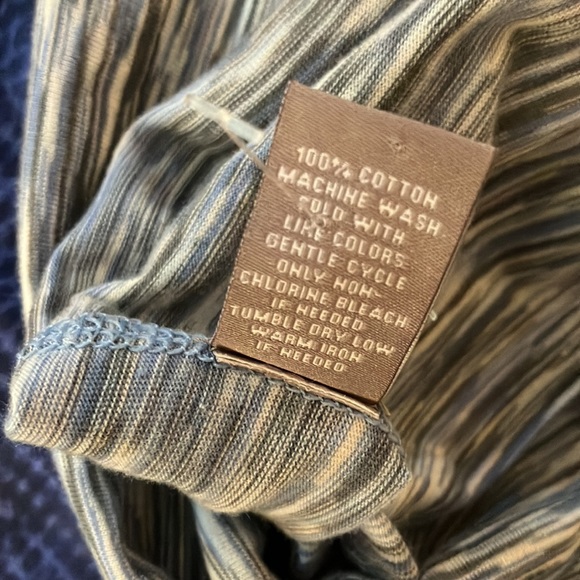 100% COTTON
MACHINE WASH
COLD WITH
LIKE COLORS
GENTLE CYCLE
ONLY NON-
CHLORINE BLEACH
IF NEEDED
TUMBLE DRY LOW
WARM IRON
IF NEEDED